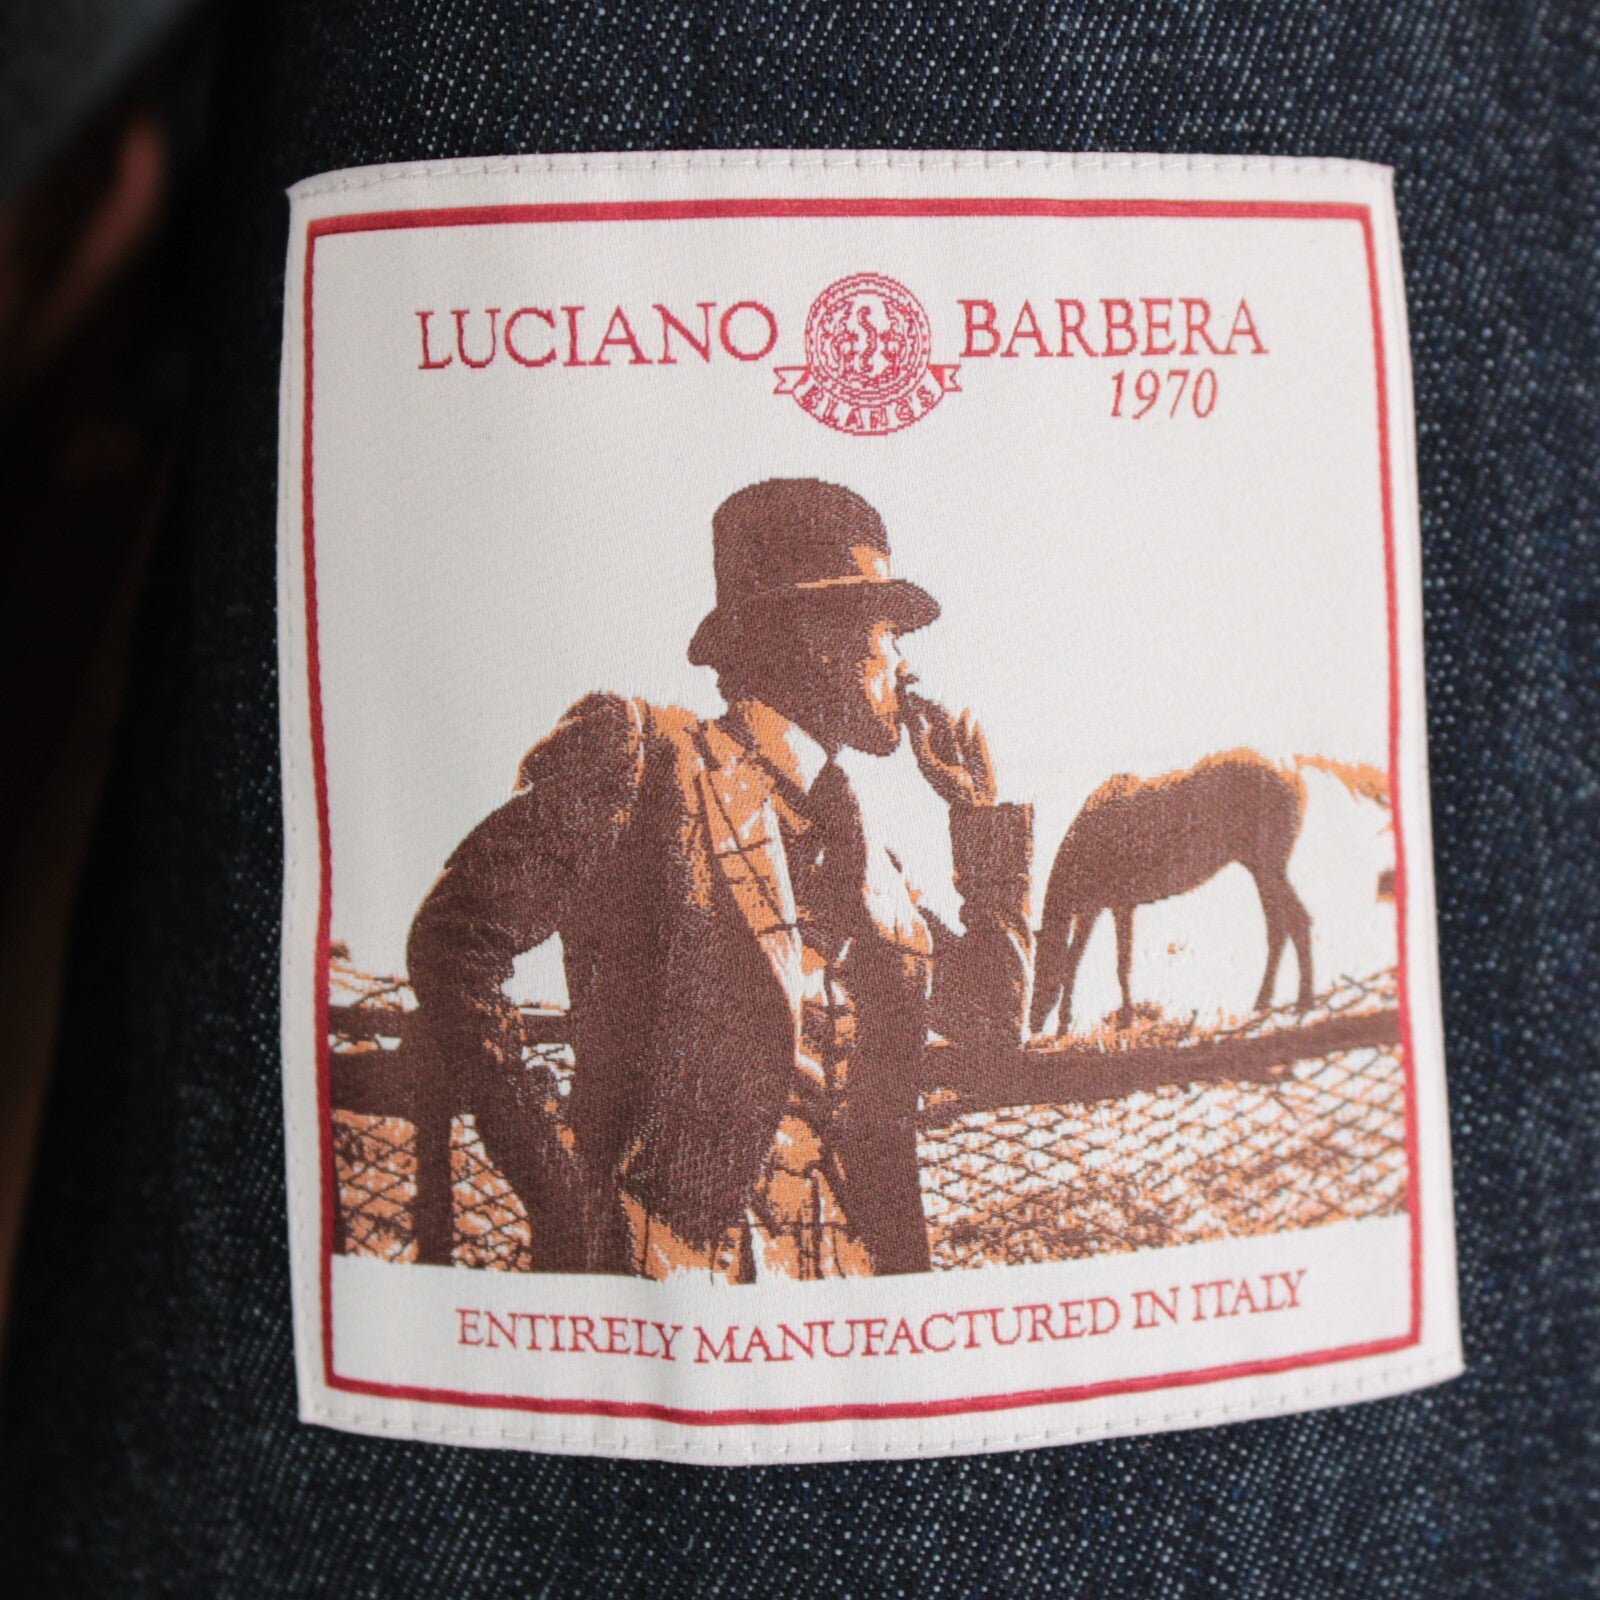 LUCIANO BARBERA
1970
ENTIRELY MANUFACTURED IN ITALY